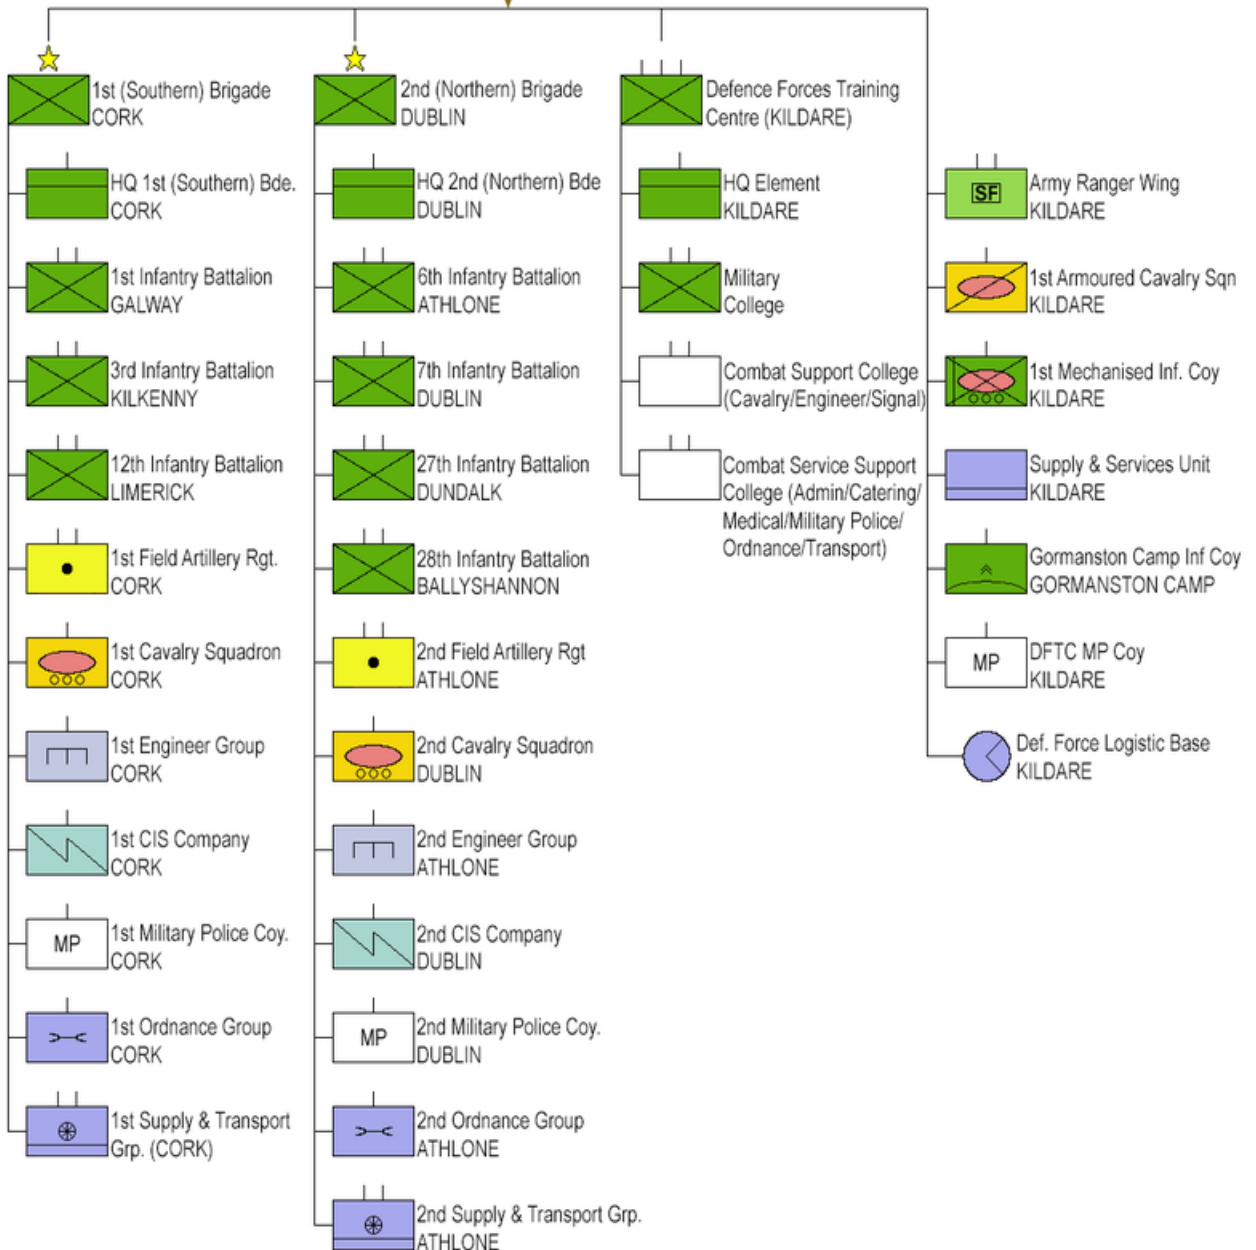 1st (Southern) Brigade
CORK
HQ 1st (Southern) Bde.
CORK
1st Infantry Battalion
GALWAY
3rd Infantry Battalion
KILKENNY
12th Infantry Battalion
LIMERICK
1st Field Artillery Rgt.
CORK
1st Cavalry Squadron
CORK
1st Engineer Group
CORK
1st CIS Company
CORK
MP
1st Military Police Coy.
CORK
1st Ordnance Group
CORK
1st Supply & Transport
Grp. (CORK)
2nd (Northern) Brigade
DUBLIN
HQ 2nd (Northern) Bde
DUBLIN
6th Infantry Battalion
ATHLONE
7th Infantry Battalion
DUBLIN
27th Infantry Battalion
DUNDALK
28th Infantry Battalion
BALLYSHANNON
2nd Field Artillery Rgt
ATHLONE
2nd Cavalry Squadron
DUBLIN
2nd Engineer Group
ATHLONE
2nd CIS Company
DUBLIN
MP
2nd Military Police Coy.
DUBLIN
2nd Ordnance Group
ATHLONE
2nd Supply & Transport Grp.
ATHLONE
Defence Forces Training
Centre (KILDARE)
HQ Element
KILDARE
Military
College
Combat Support College
(Cavalry/Engineer/Signal)
Combat Service Support
College (Admin/Catering/
Medical/Military Police/
Ordnance/Transport)
SF
Army Ranger Wing
KILDARE
1st Armoured Cavalry Sqn
KILDARE
1st Mechanised Inf. Coy
KILDARE
Supply & Services Unit
KILDARE
Gormanston Camp Inf Coy
GORMANSTON CAMP
MP
DFTC MP Coy
KILDARE
Def. Force Logistic Base
KILDARE